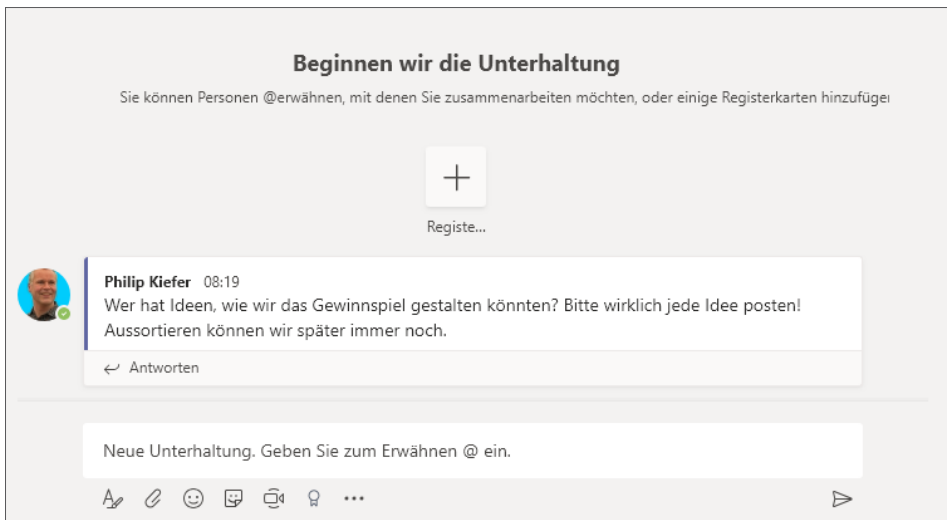 Beginnen wir die Unterhaltung
Sie können Personen @erwähnen, mit denen Sie zusammenarbeiten möchten, oder einige Registerkarten hinzufüge
Registe...
Philip Kiefer 08:19
Wer hat Ideen, wie wir das Gewinnspiel gestalten könnten? Bitte wirklich jede Idee posten!
Aussortieren können wir später immer noch.
Antworten
Neue Unterhaltung. Geben Sie zum Erwähnen @ ein.